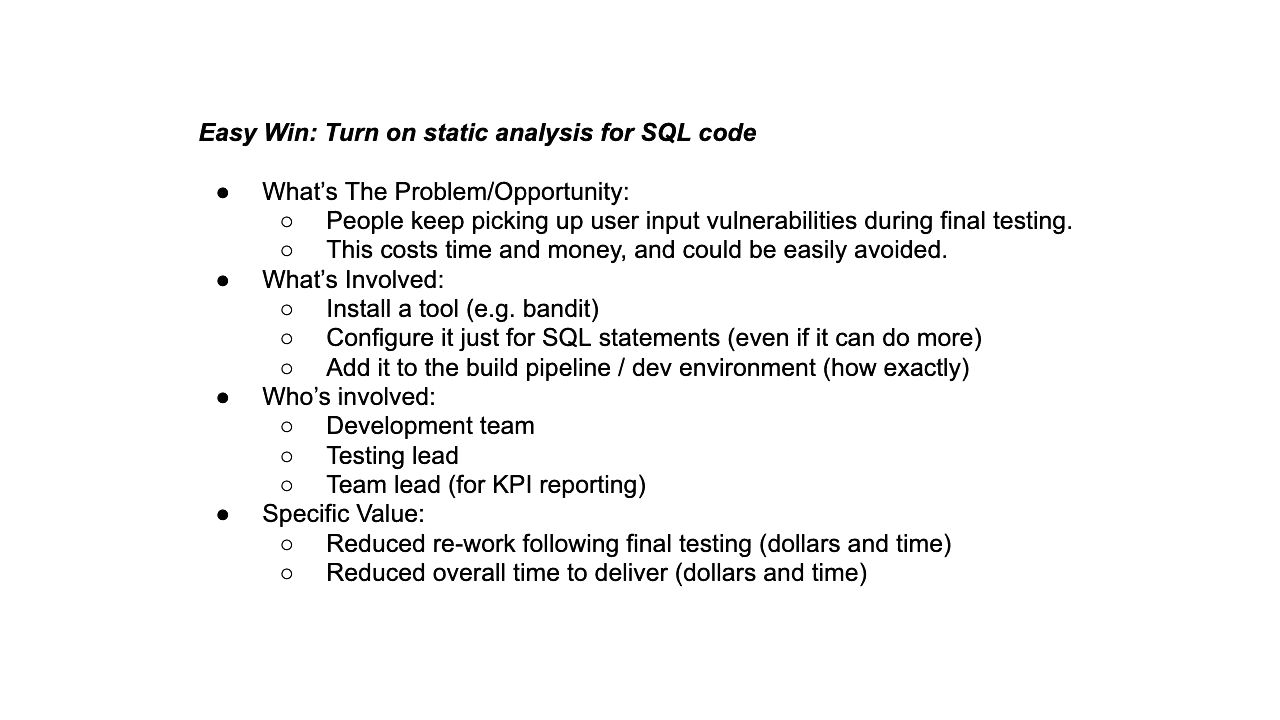 Easy Win: Turn on static analysis for SQL code
● What’s The Problem/Opportunity:
○ People keep picking up user input vulnerabilities during final testing.
○ This costs time and money, and could be easily avoided.
● What’s Involved:
○ Install a tool (e.g. bandit)
○ Configure it just for SQL statements (even if it can do more)
○ Add it to the build pipeline / dev environment (how exactly)
● Who’s involved:
○ Development team
○ Testing lead
○ Team lead (for KPI reporting)
● Specific Value:
○ Reduced re-work following final testing (dollars and time)
○ Reduced overall time to deliver (dollars and time)